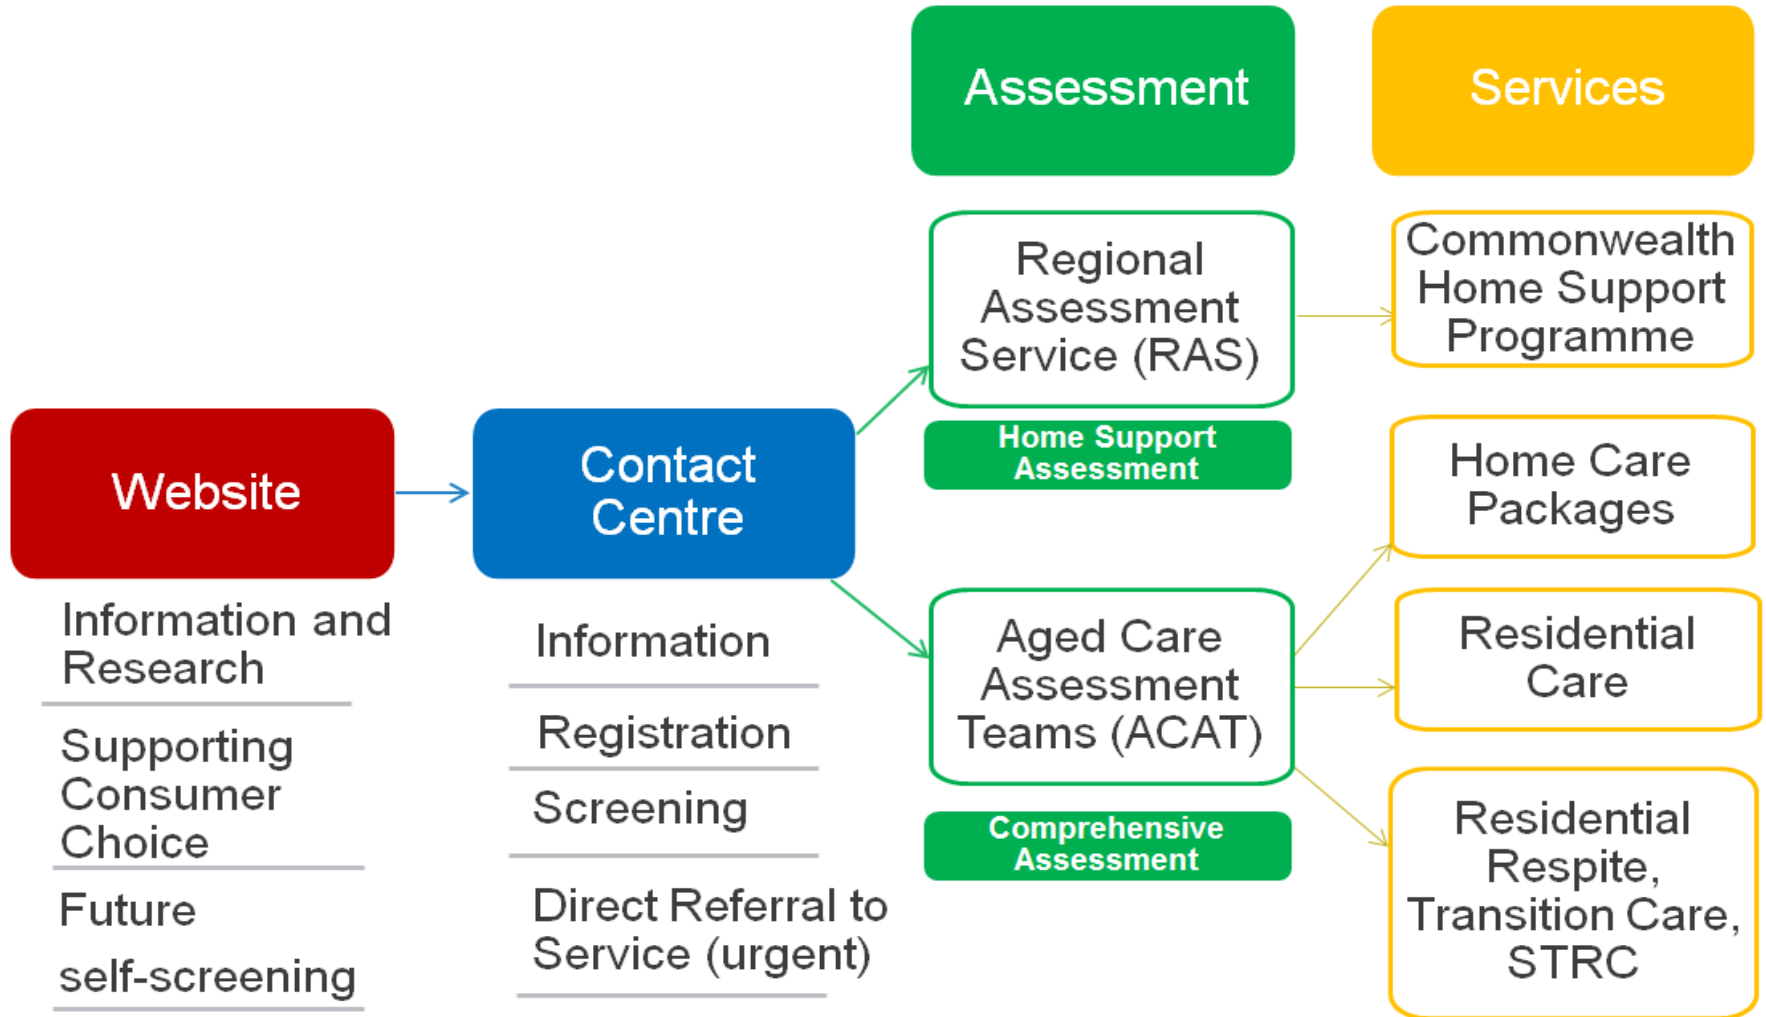 Assessment
Services
Regional
Assessment
Service (RAS)
Commonwealth
Home Support
Programme
Website
Contact
Centre
Home Support
Assessment
Home Care
Packages
Information and
Research
Supporting
Consumer
Choice
Future
self-screening
Information
Registration
Screening
Direct Referral to
Service (urgent)
Aged Care
Assessment
Teams (ACAT)
Comprehensive
Assessment
Residential
Care
Residential
Respite,
Transition Care,
STRC